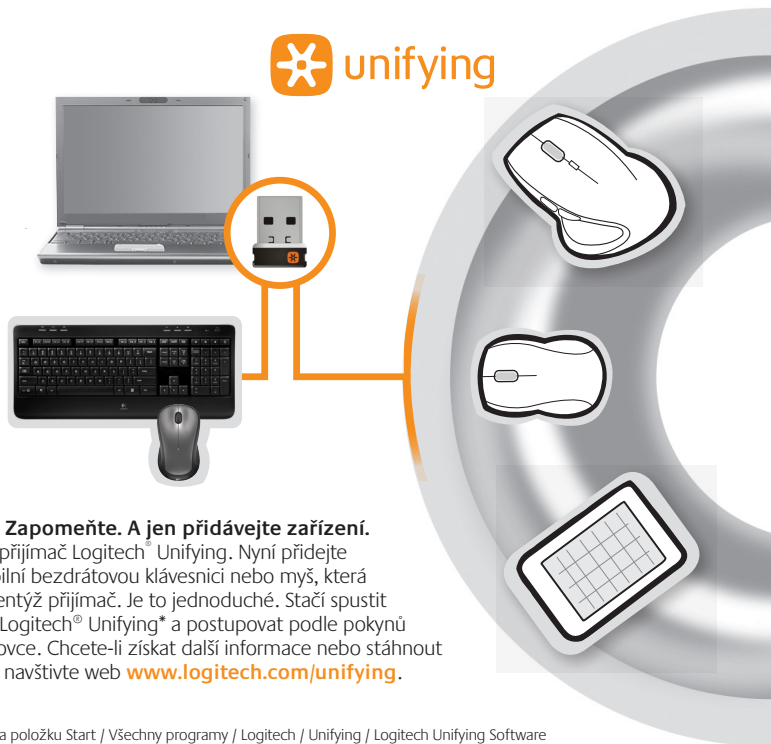 unifying
Zapomeňte. A jen přidávejte zařízení.
přijímač Logitech® Unifying. Nyní přidejte
bilní bezdrátovou klávesnici nebo myš, která
entýž přijímač. Je to jednoduché. Stačí spustit
Logitech® Unifying* a postupovat podle pokynů
ovce. Chcete-li získat další informace nebo stáhnout
navštivte web www.logitech.com/unifying.
a položku Start / Všechny programy / Logitech / Unifying / Logitech Unifying Software